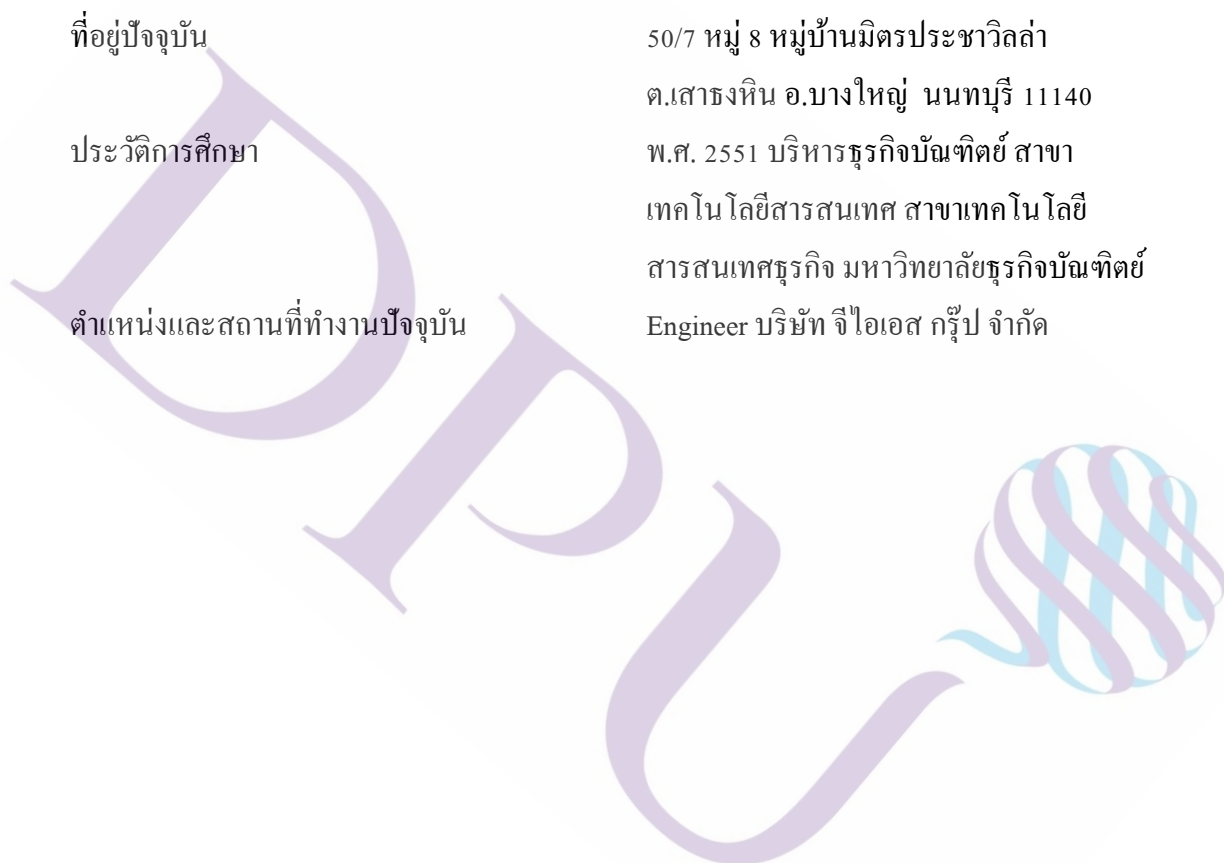 ที่อยู่ปัจจุบัน 50/7 หมู่ 8 หมู่บ้านมิตรประชาวิลล่า
ต.เสาธงหิน อ.บางใหญ่ นนทบุรี 11140
ประวัติการศึกษา พ.ศ. 2551 บริหารธุรกิจบัณฑิตย์ สาขา
เทคโนโลยีสารสนเทศ สาขาเทคโนโลยี
สารสนเทศธุรกิจ มหาวิทยาลัยธุรกิจบัณฑิตย์
ตำแหน่งและสถานที่ทำงานปัจจุบัน Engineer บริษัท จีไอเอส กรุ๊ป จำกัด
DPU